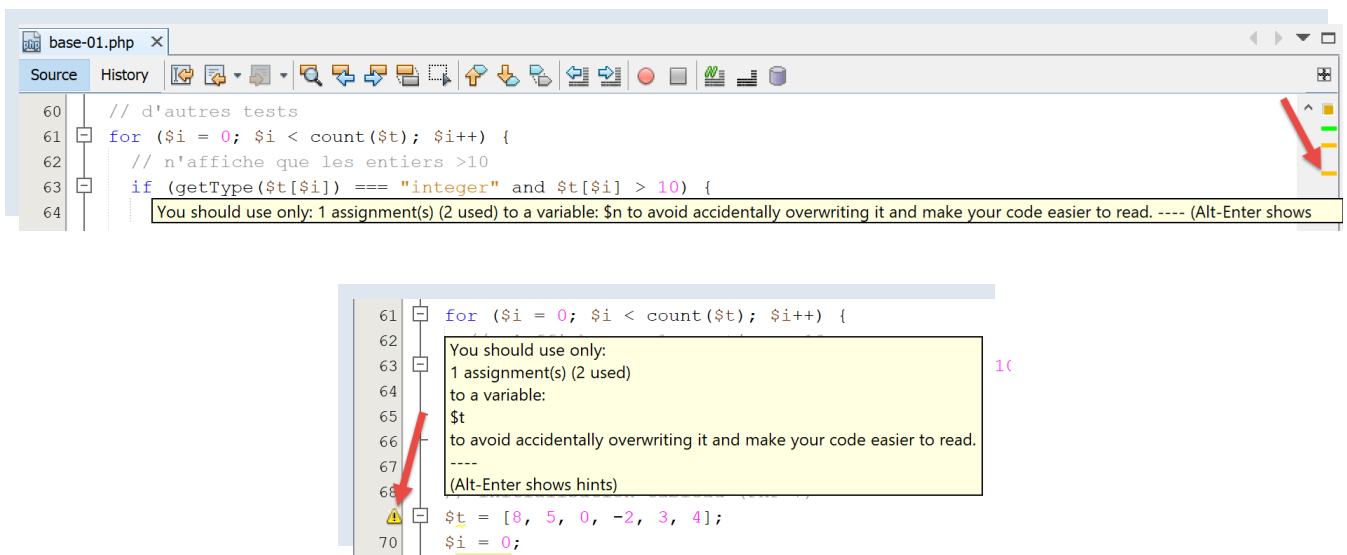 base-01.php
Source History
60 // d'autres tests
61 for ($i = 0; $i < count($t); $i++) {
62 // n'affiche que les entiers >10
63 if (getType($t[$i]) === "integer" and $t[$i] > 10) {
64 You should use only: 1 assignment(s) (2 used) to a variable: $n to avoid accidentally overwriting it and make your code easier to read. ---- (Alt-Enter shows
61 for ($i = 0; $i < count($t); $i++) {
62
You should use only:
63 10
1 assignment(s) (2 used)
64 to a variable:
65 $t
66 to avoid accidentally overwriting it and make your code easier to read.
67 ----
68 (Alt-Enter shows hints)
$t = [8, 5, 0, -2, 3, 4];
70 $i = 0;